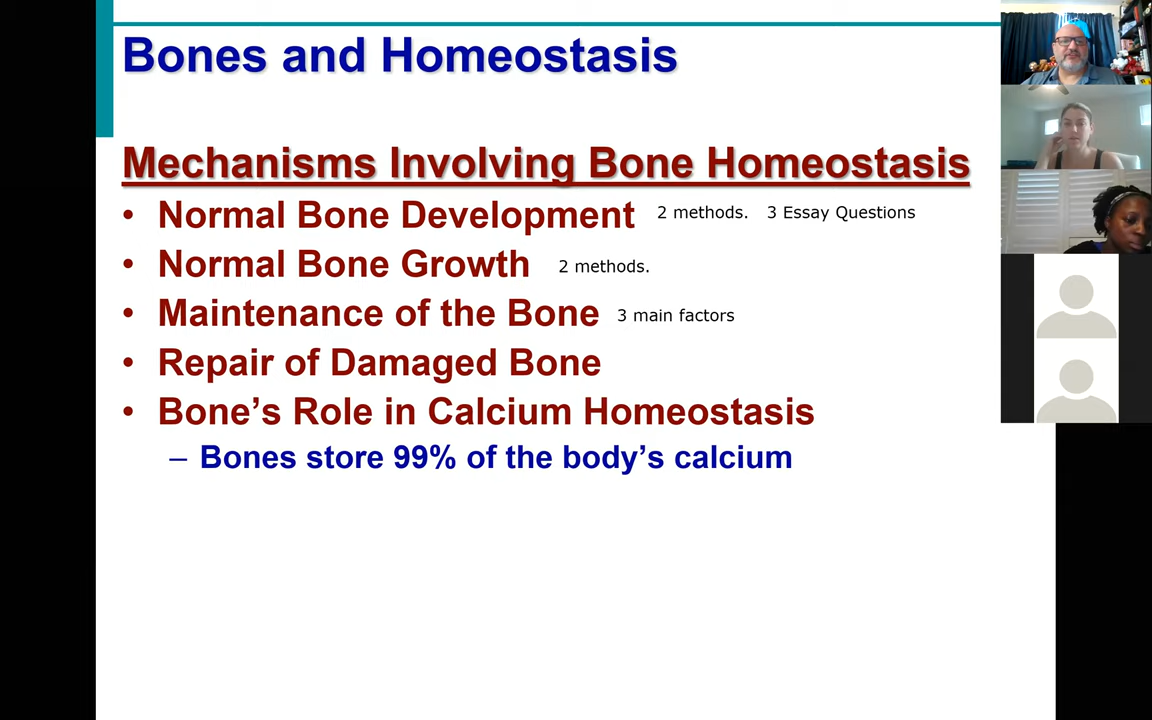 Bones and Homeostasis
Mechanisms Involving Bone Homeostasis
• Normal Bone Development 2 methods. 3 Essay Questions
• Normal Bone Growth 2 methods.
• Maintenance of the Bone 3 main factors
• Repair of Damaged Bone
• Bone’s Role in Calcium Homeostasis
– Bones store 99% of the body’s calcium